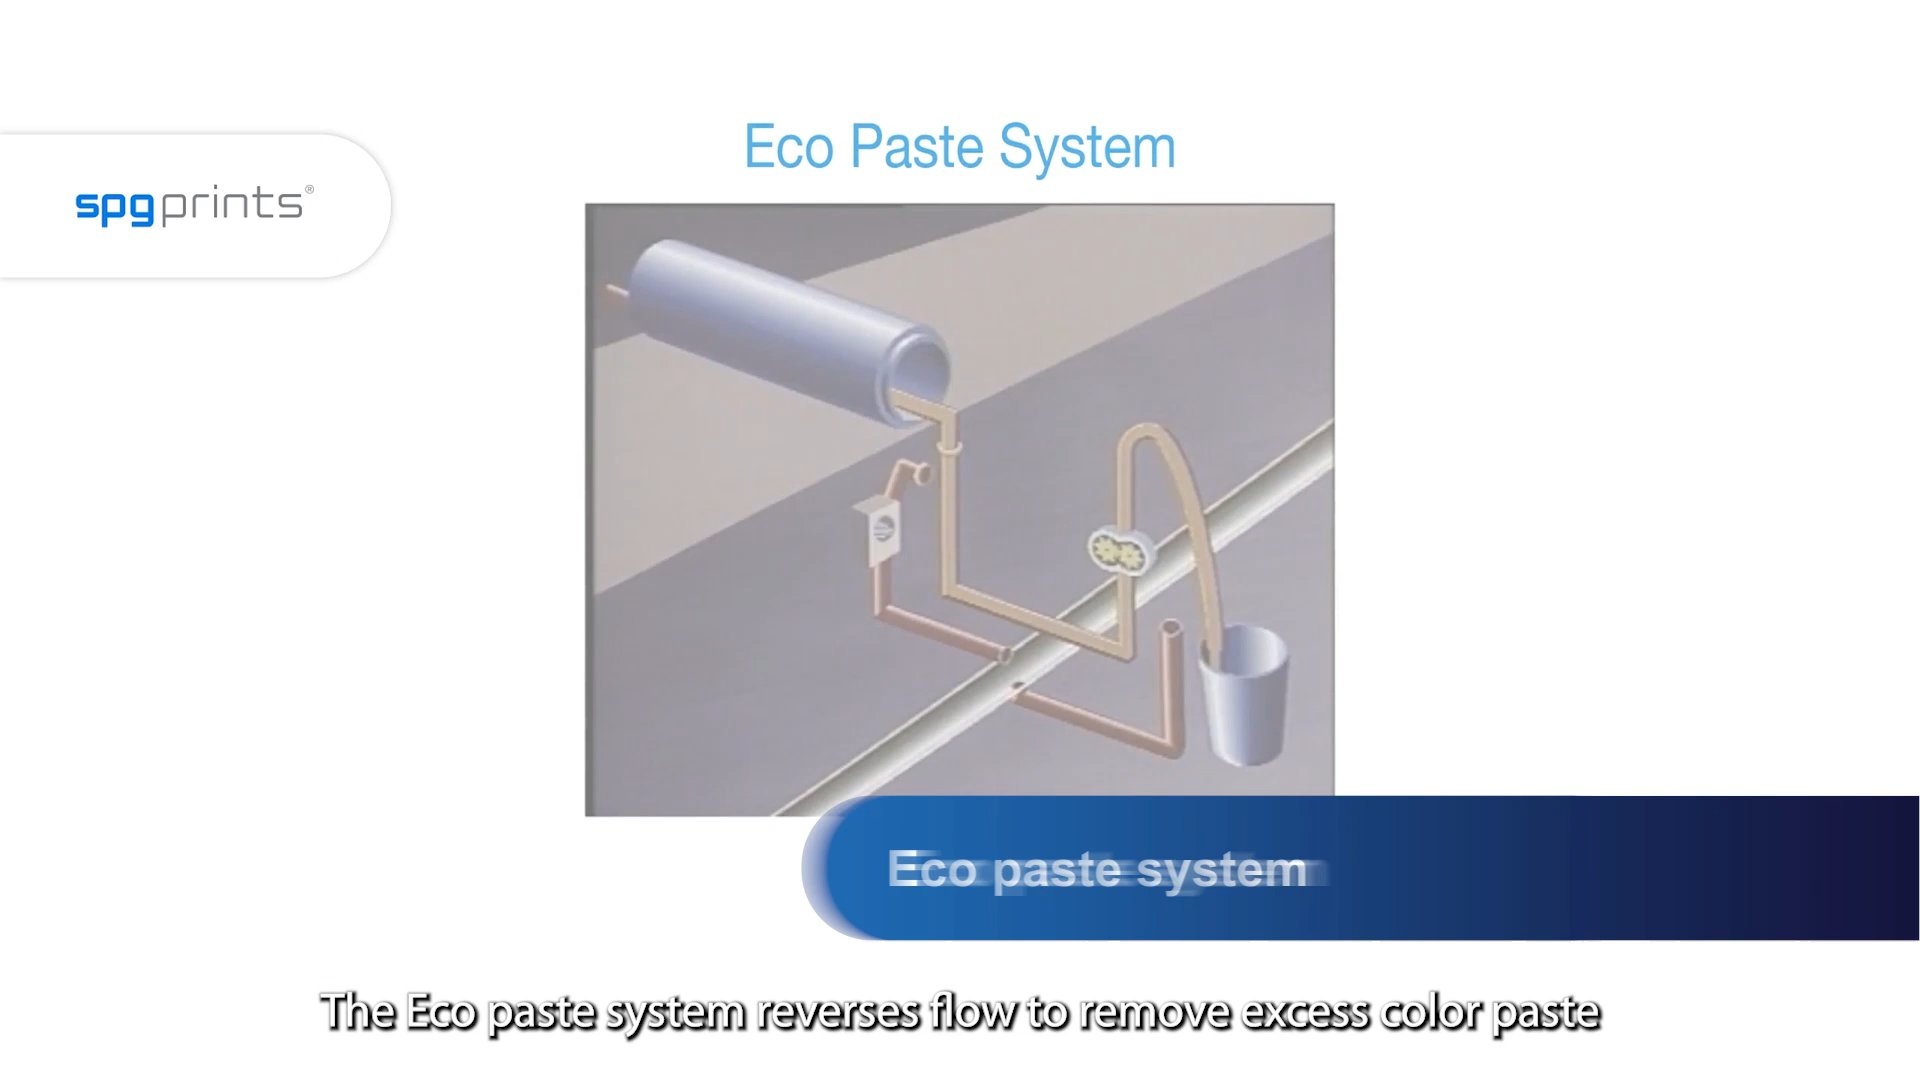 Eco Paste System
spgprints®
Eco paste system
The Eco paste system reverses flow to remove excess color paste